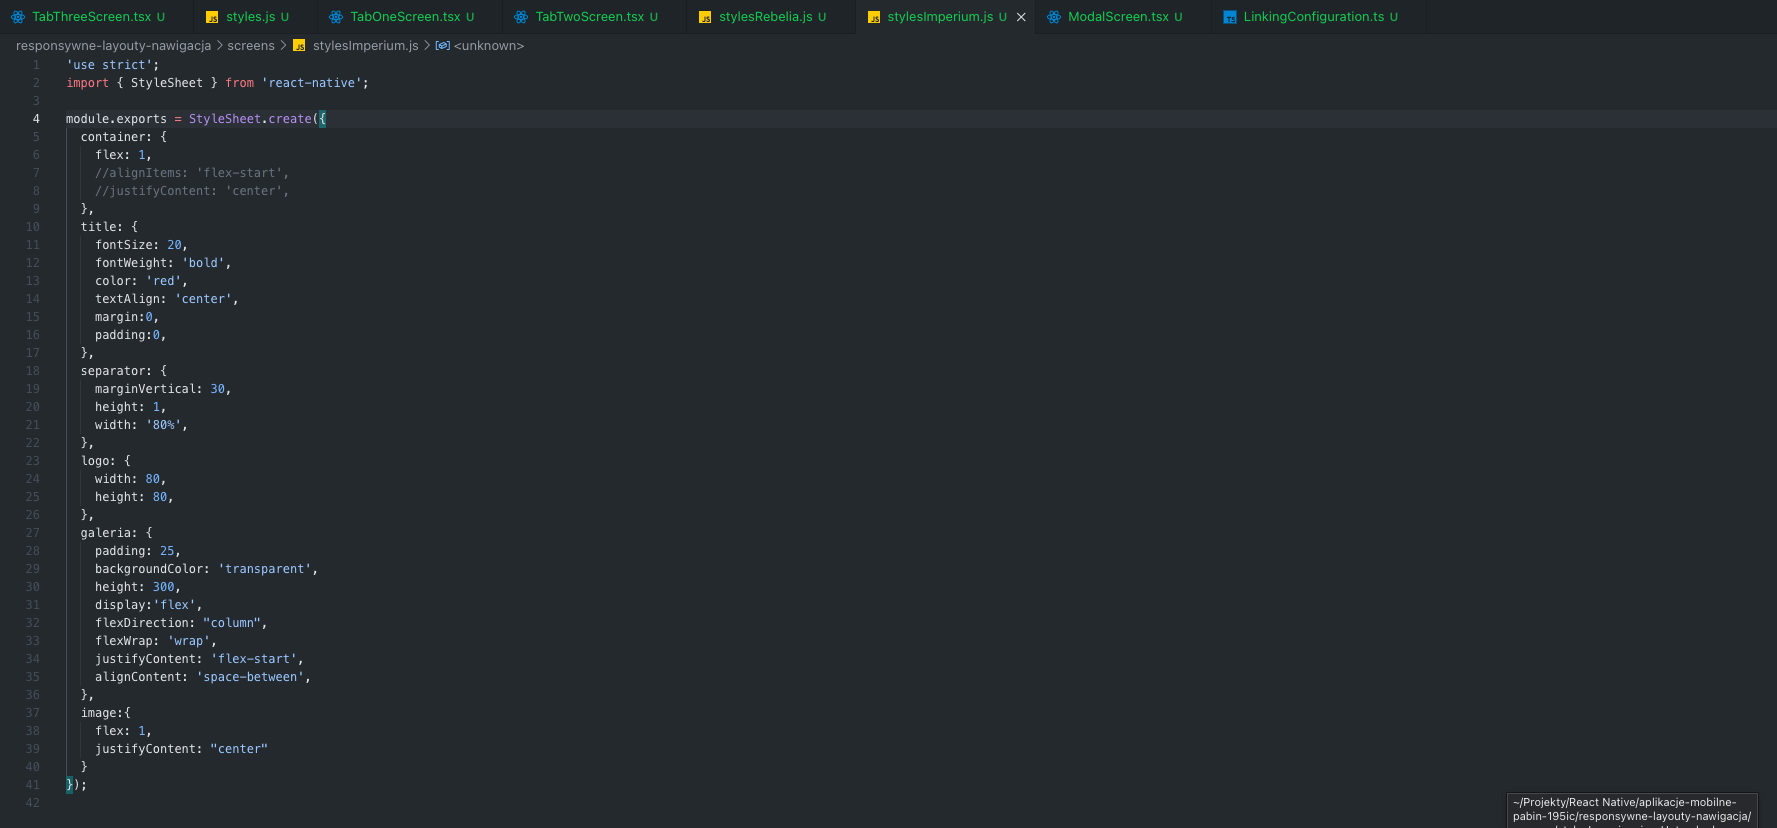 TabThreeScreen.tsx U
JS styles.js U
TabOneScreen.tsx U
TabTwoScreen.tsx U
JS stylesRebelia.js U
JS stylesImperium.js U
ModalScreen.tsx U
TS LinkingConfiguration.ts U
responsywne-layouty-nawigacja > screens > JS stylesImperium.js > <unknown>
1 'use strict';
2 import { StyleSheet } from 'react-native';
3
4 module.exports = StyleSheet.create({
5 container: {
6 flex: 1,
7 //alignItems: 'flex-start',
8 //justifyContent: 'center',
9 },
10 title: {
11 fontSize: 20,
12 fontWeight: 'bold',
13 color: 'red',
14 textAlign: 'center',
15 margin:0,
16 padding:0,
17 },
18 separator: {
19 marginVertical: 30,
20 height: 1,
21 width: '80%',
22 },
23 logo: {
24 width: 80,
25 height: 80,
26 },
27 galeria: {
28 padding: 25,
29 backgroundColor: 'transparent',
30 height: 300,
31 display:'flex',
32 flexDirection: "column",
33 flexWrap: 'wrap',
34 justifyContent: 'flex-start',
35 alignContent: 'space-between',
36 },
37 image:{
38 flex: 1,
39 justifyContent: "center"
40 }
41 });
42
~/Projekty/React Native/aplikacje-mobilne-
pabin-195ic/responsywne-layouty-nawigacja/